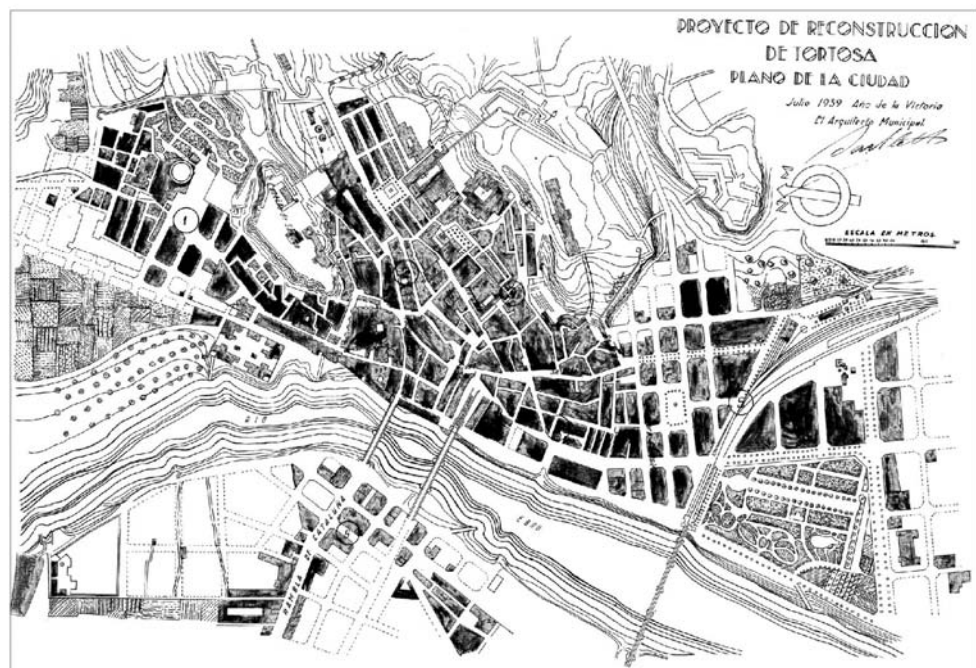 PROYECTO DE RECONSTRUCCION
DE TORTOSA
PLANO DE LA CIUDAD
Julio 1939 Año de la Victoria
El Arquitecto Municipal
ESCALA EN METROS
RIO
EBRO